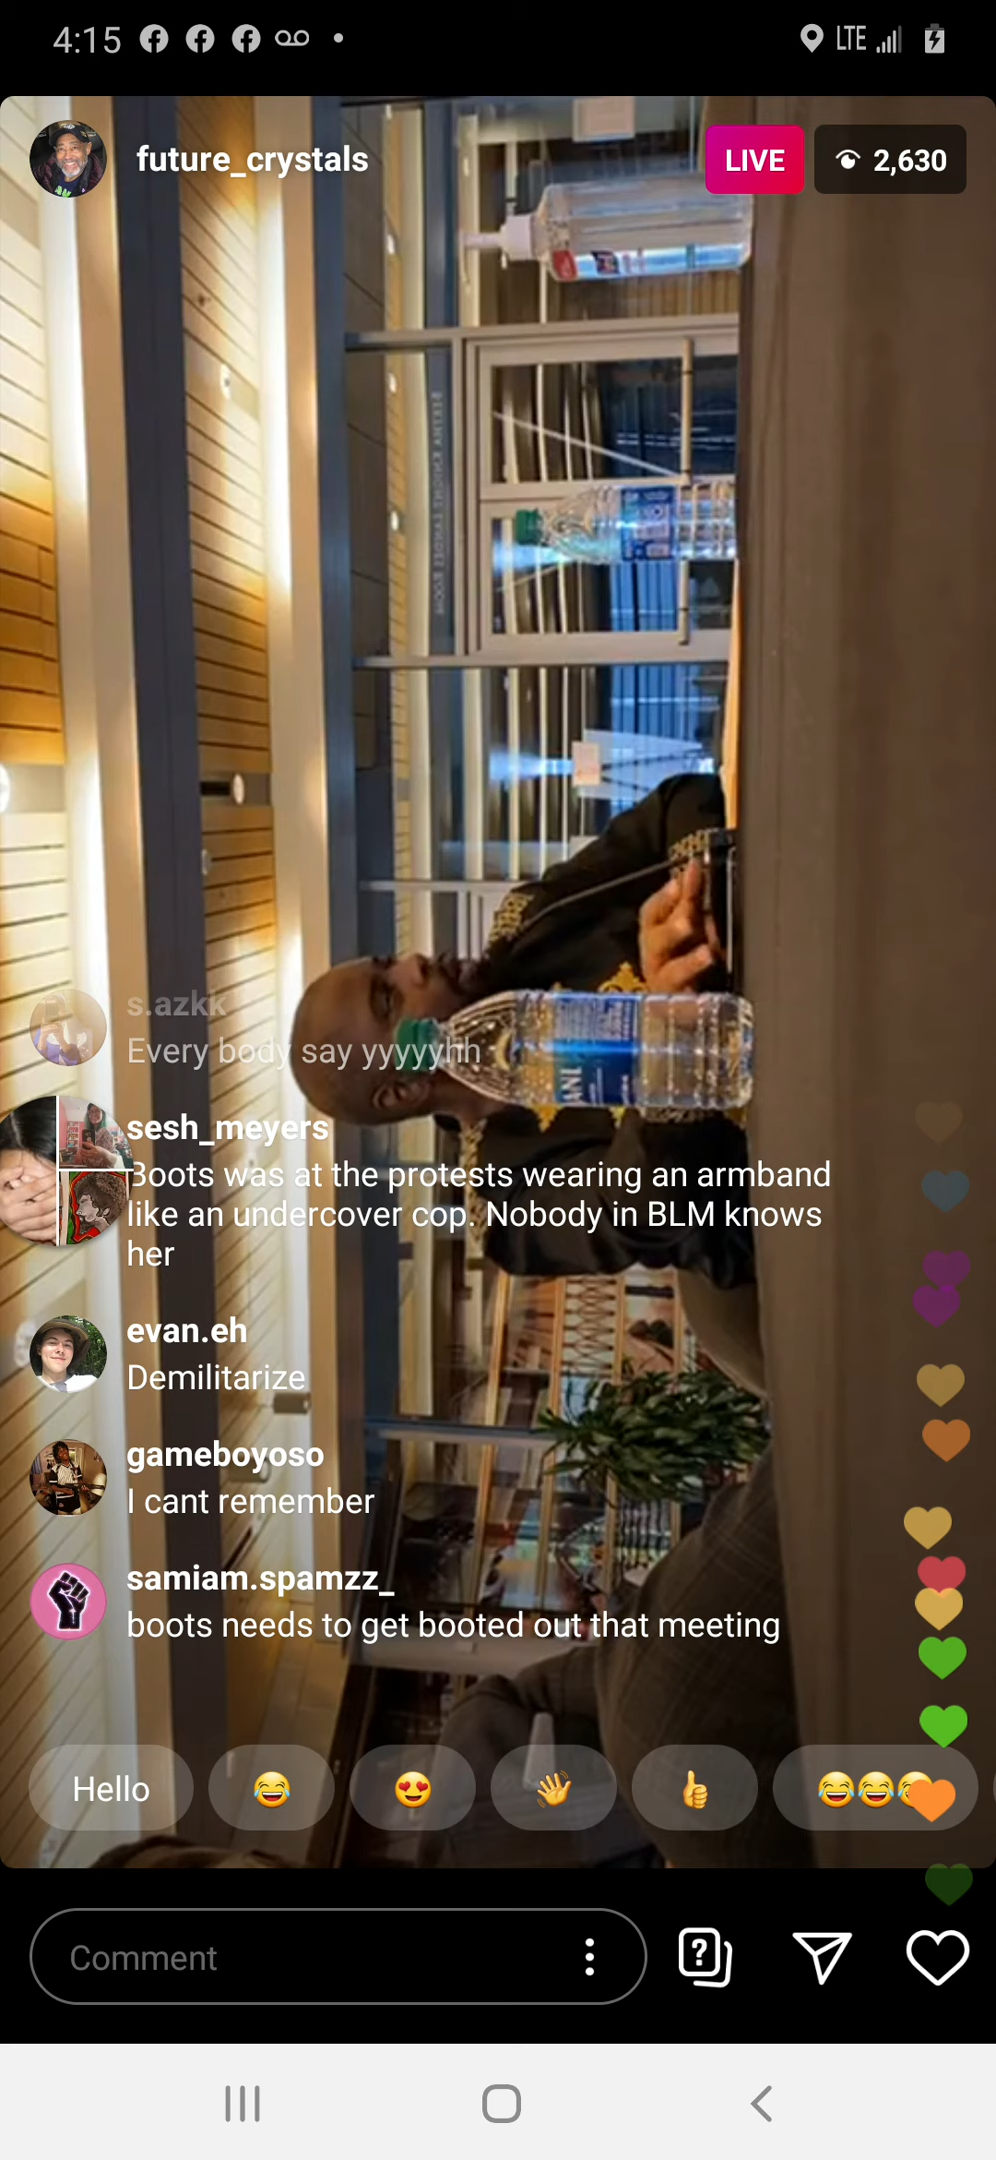 4:15
LTE
future_crystals
LIVE
2,630
s.azkk
Every body say yyyyyhh
sesh_meyers
Boots was at the protests wearing an armband
like an undercover cop. Nobody in BLM knows
her
evan.eh
Demilitarize
gameboyoso
I cant remember
samiam.spamzz_
boots needs to get booted out that meeting
Hello
Comment